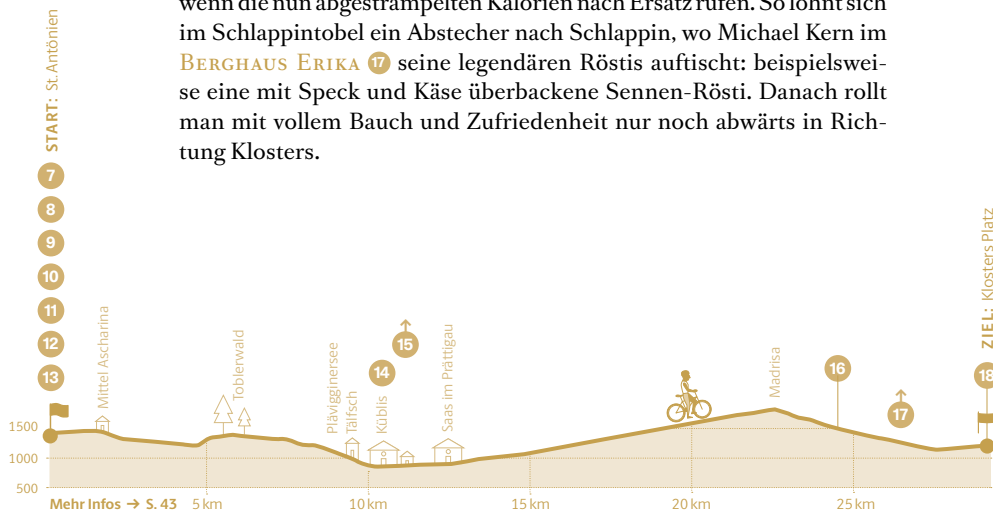 wenn die nun abgestrampelten Kalorien nach Ersatz rufen. So lohnt sich
im Schlappintobel ein Abstecher nach Schlappin, wo Michael Kern im
BERGHAUS ERIKA 17 seine legendären Röstis auftischt: beispielswei-
se eine mit Speck und Käse überbackene Sennen-Rösti. Danach rollt
man mit vollem Bauch und Zufriedenheit nur noch abwärts in Rich-
tung Klosters.
START: St. Antönien
7
8
9
10
11
12
13
Mittel Ascharina
Toblerwald
Plävigginersee
Tälfsch
14
Küblis
15
Saas im Prättigau
Madrisa
16
17
18
ZIEL: Klosters Platz
1500
1000
500
Mehr Infos → S. 43
5 km
10 km
15 km
20 km
25 km